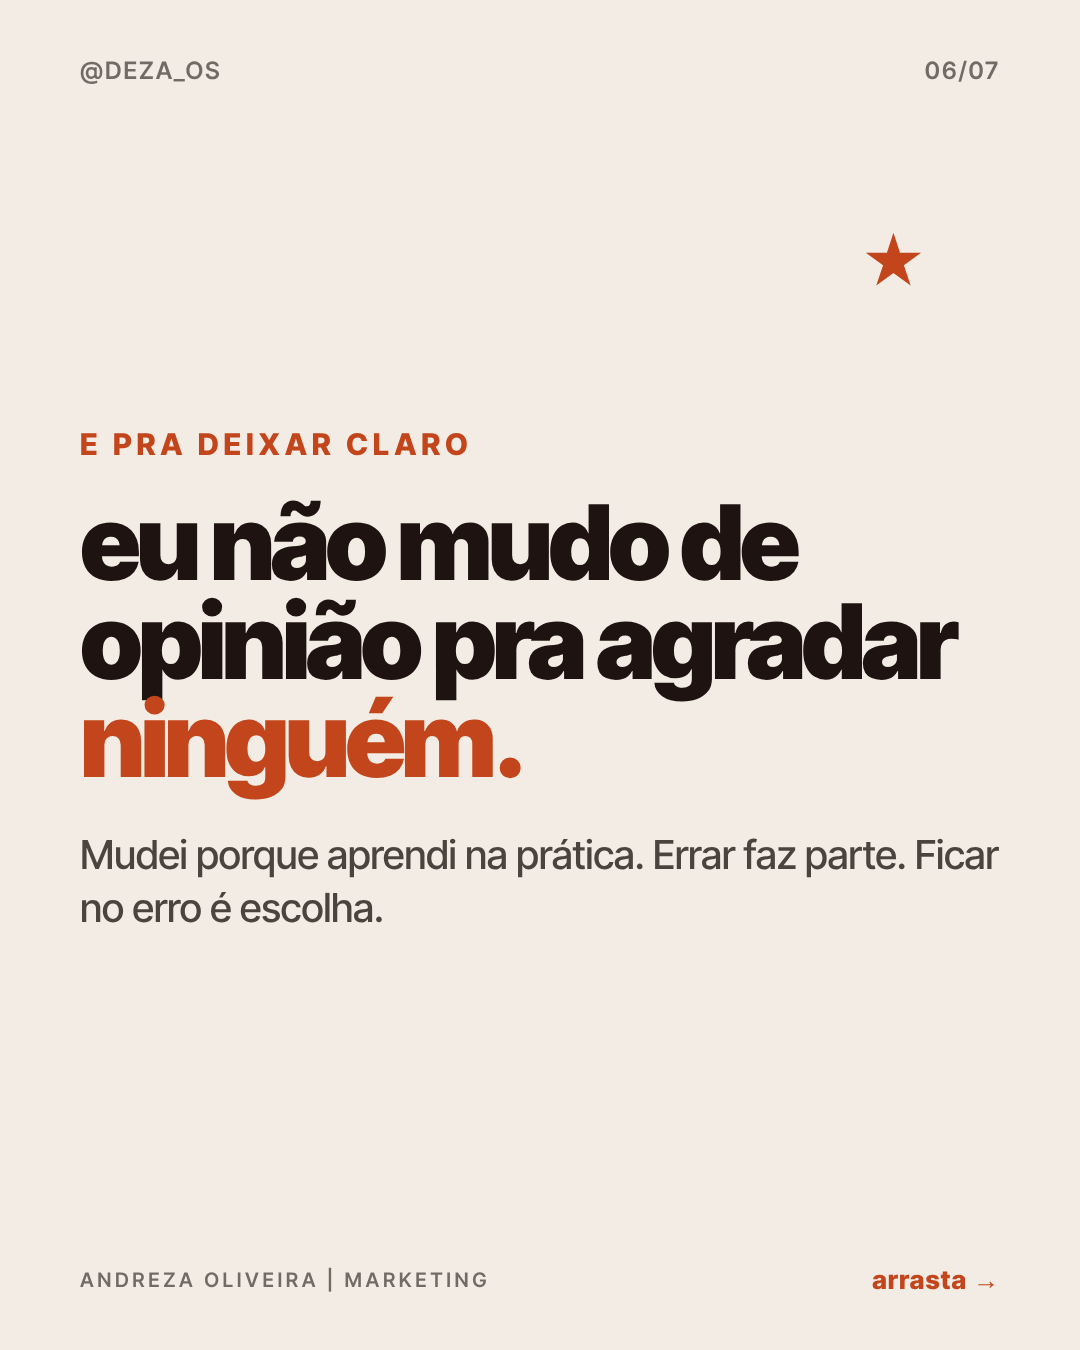 @DEZA_OS
06/07
E PRA DEIXAR CLARO
eu não mudo de
opinião pra agradar
ninguém.
Mudei porque aprendi na prática. Errar faz parte. Ficar
no erro é escolha.
ANDREZA OLIVEIRA | MARKETING
arrasta →